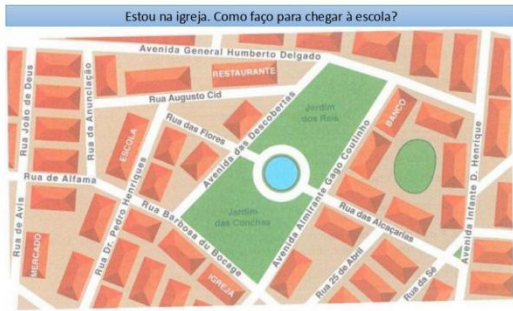 Estou na igreja. Como faço para chegar à escola?
Avenida General Humberto Delgado
RESTAURANTE
Rua Augusto Cid
Rua João de Deus
Rua da Anunciação
ESCOLA
Rua das Flores
Avenida das Descobertas
Jardim
dos Reis
BANCO
Rua de Alfama
Rua Dr. Pedro Henriques
Avenida Almirante Gago Coutinho
Avenida Infante D. Henrique
Rua de Avis
MERCADO
Rua Barbosa du Bocage
Jardim
das Conchas
Rua das Alcaçarias
IGREJA
Rua 25 de Abril
Rua da Sé